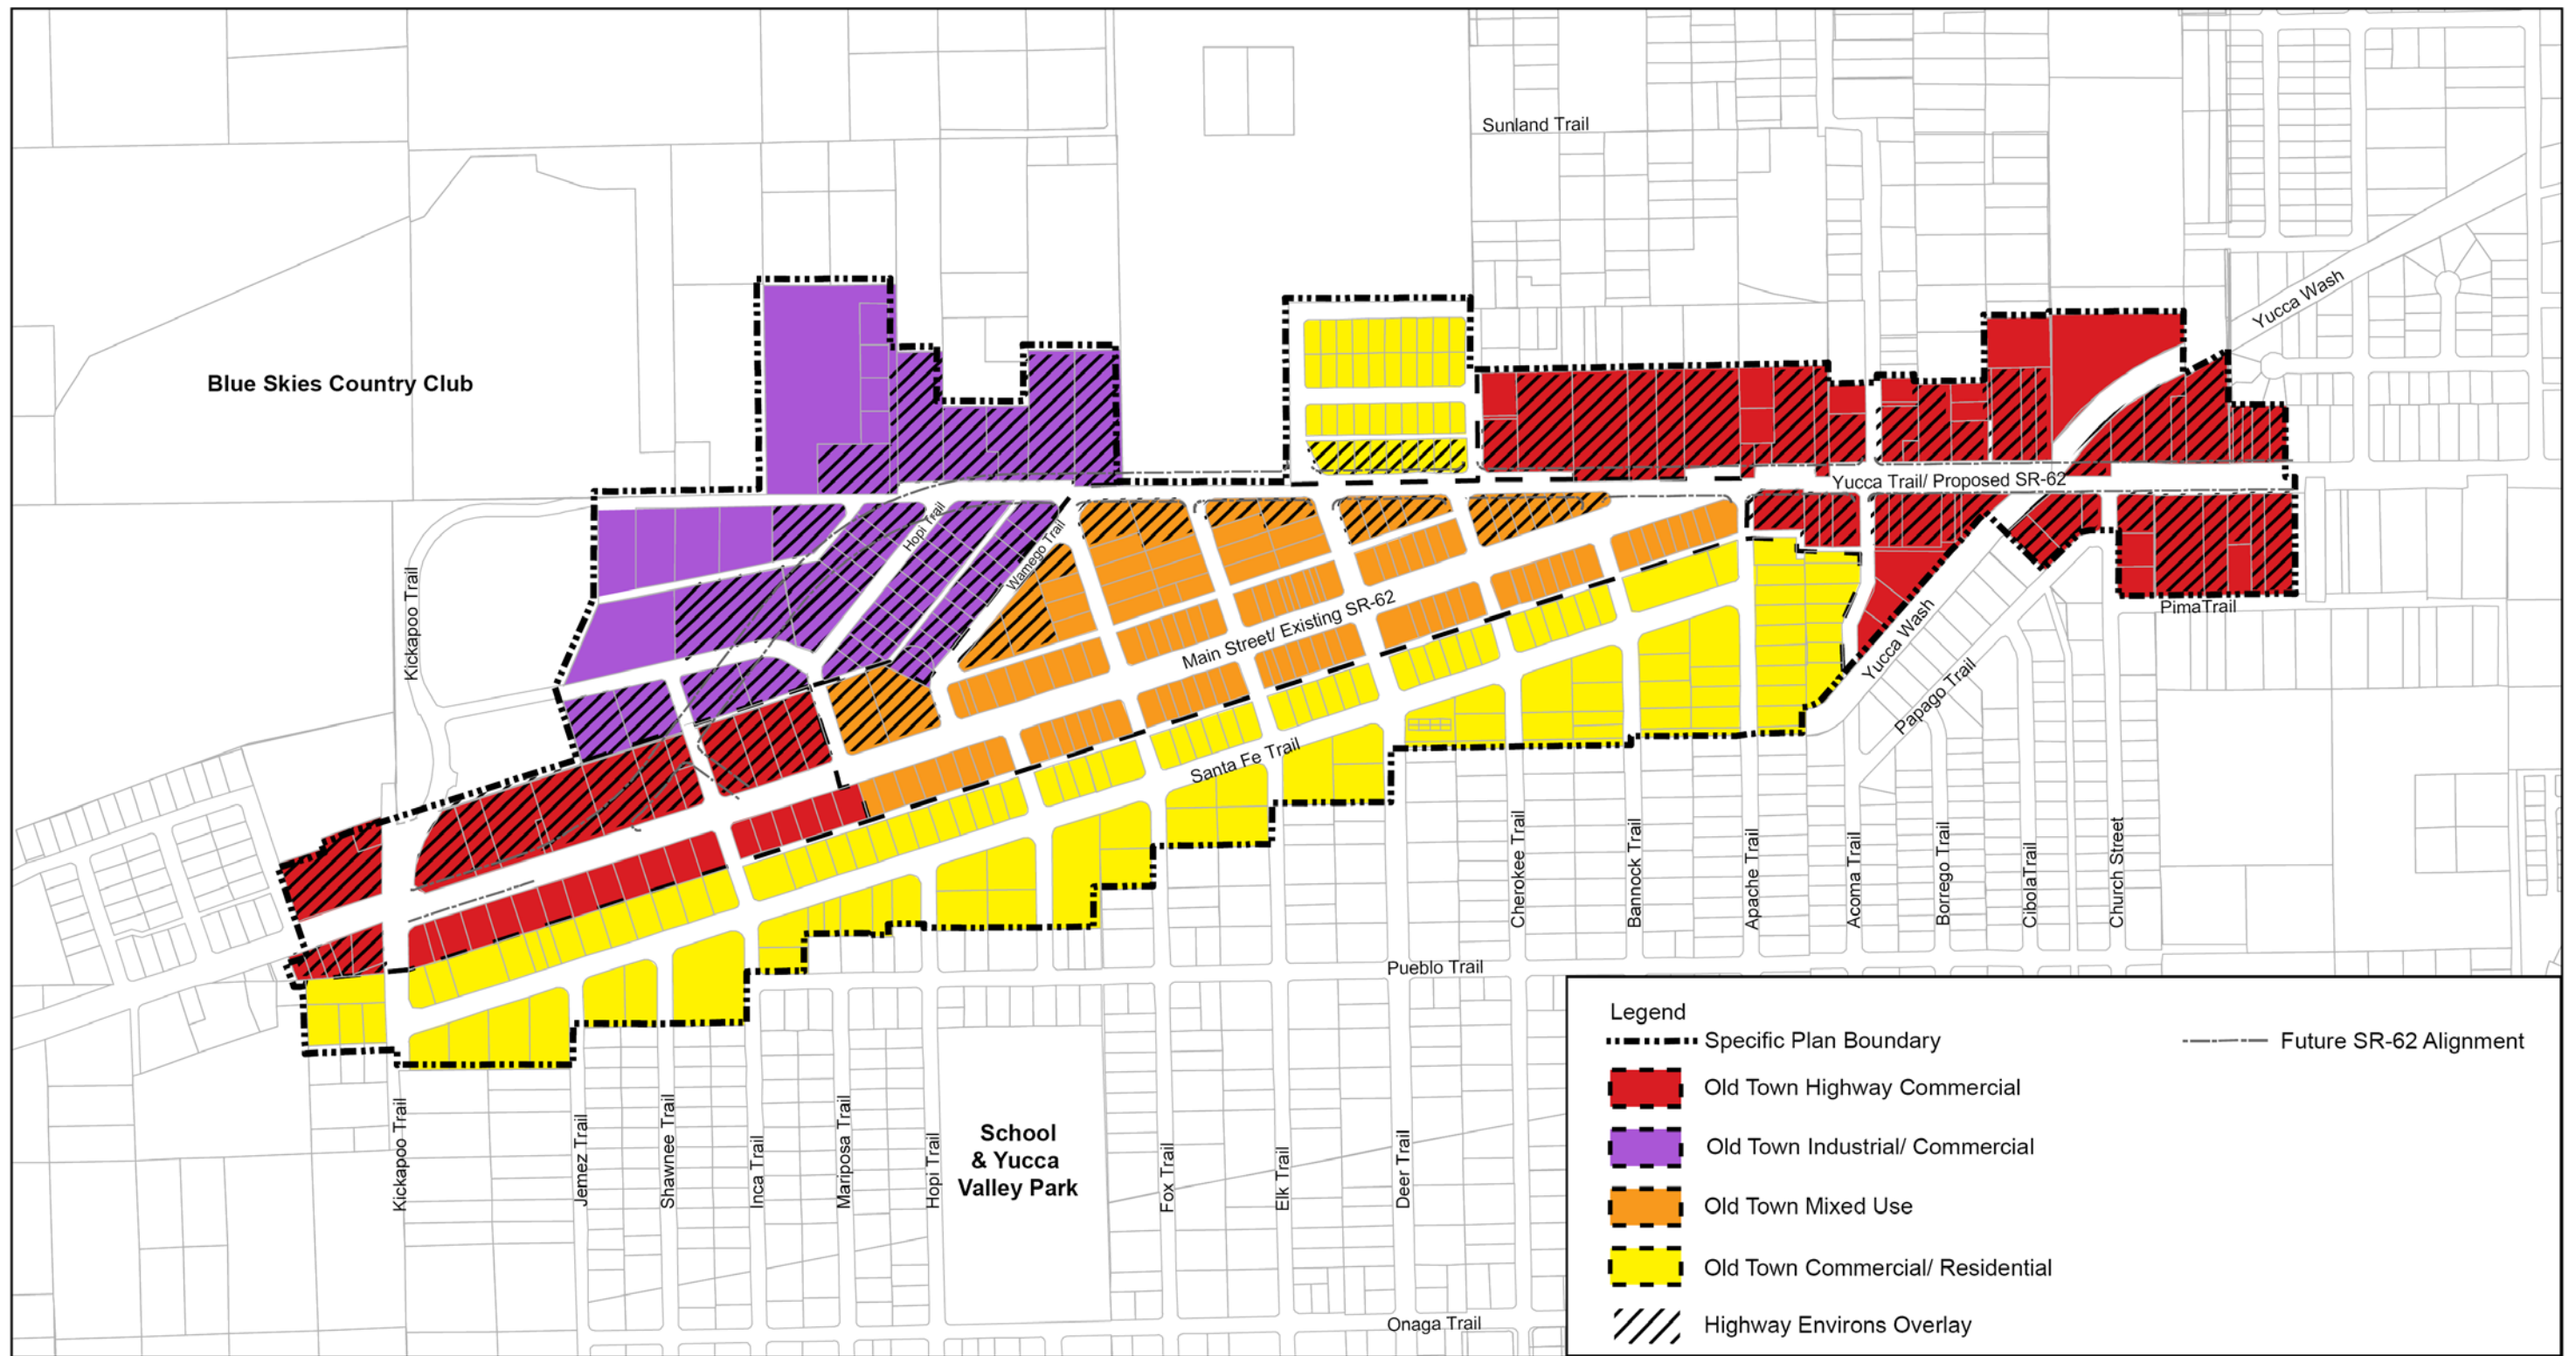 Sunland Trail
Yucca Wash
Blue Skies Country Club
Yucca Trail/ Proposed SR-62
Hopi Trail
Wamego Trail
Kickapoo Trail
Main Street/ Existing SR-62
Yucca Wash
PimaTrail
Papago Trail
Santa Fe Trail
Cherokee Trail
Bannock Trail
Apache Trail
Acoma Trail
Borrego Trail
CibolaTrail
Church Street
Pueblo Trail
Kickapoo Trail
Jemez Trail
Shawnee Trail
Inca Trail
Mariposa Trail
Hopi Trail
School
& Yucca
Valley Park
Fox Trail
Elk Trail
Deer Trail
Onaga Trail
Legend
Specific Plan Boundary
Future SR-62 Alignment
Old Town Highway Commercial
Old Town Industrial/ Commercial
Old Town Mixed Use
Old Town Commercial/ Residential
Highway Environs Overlay